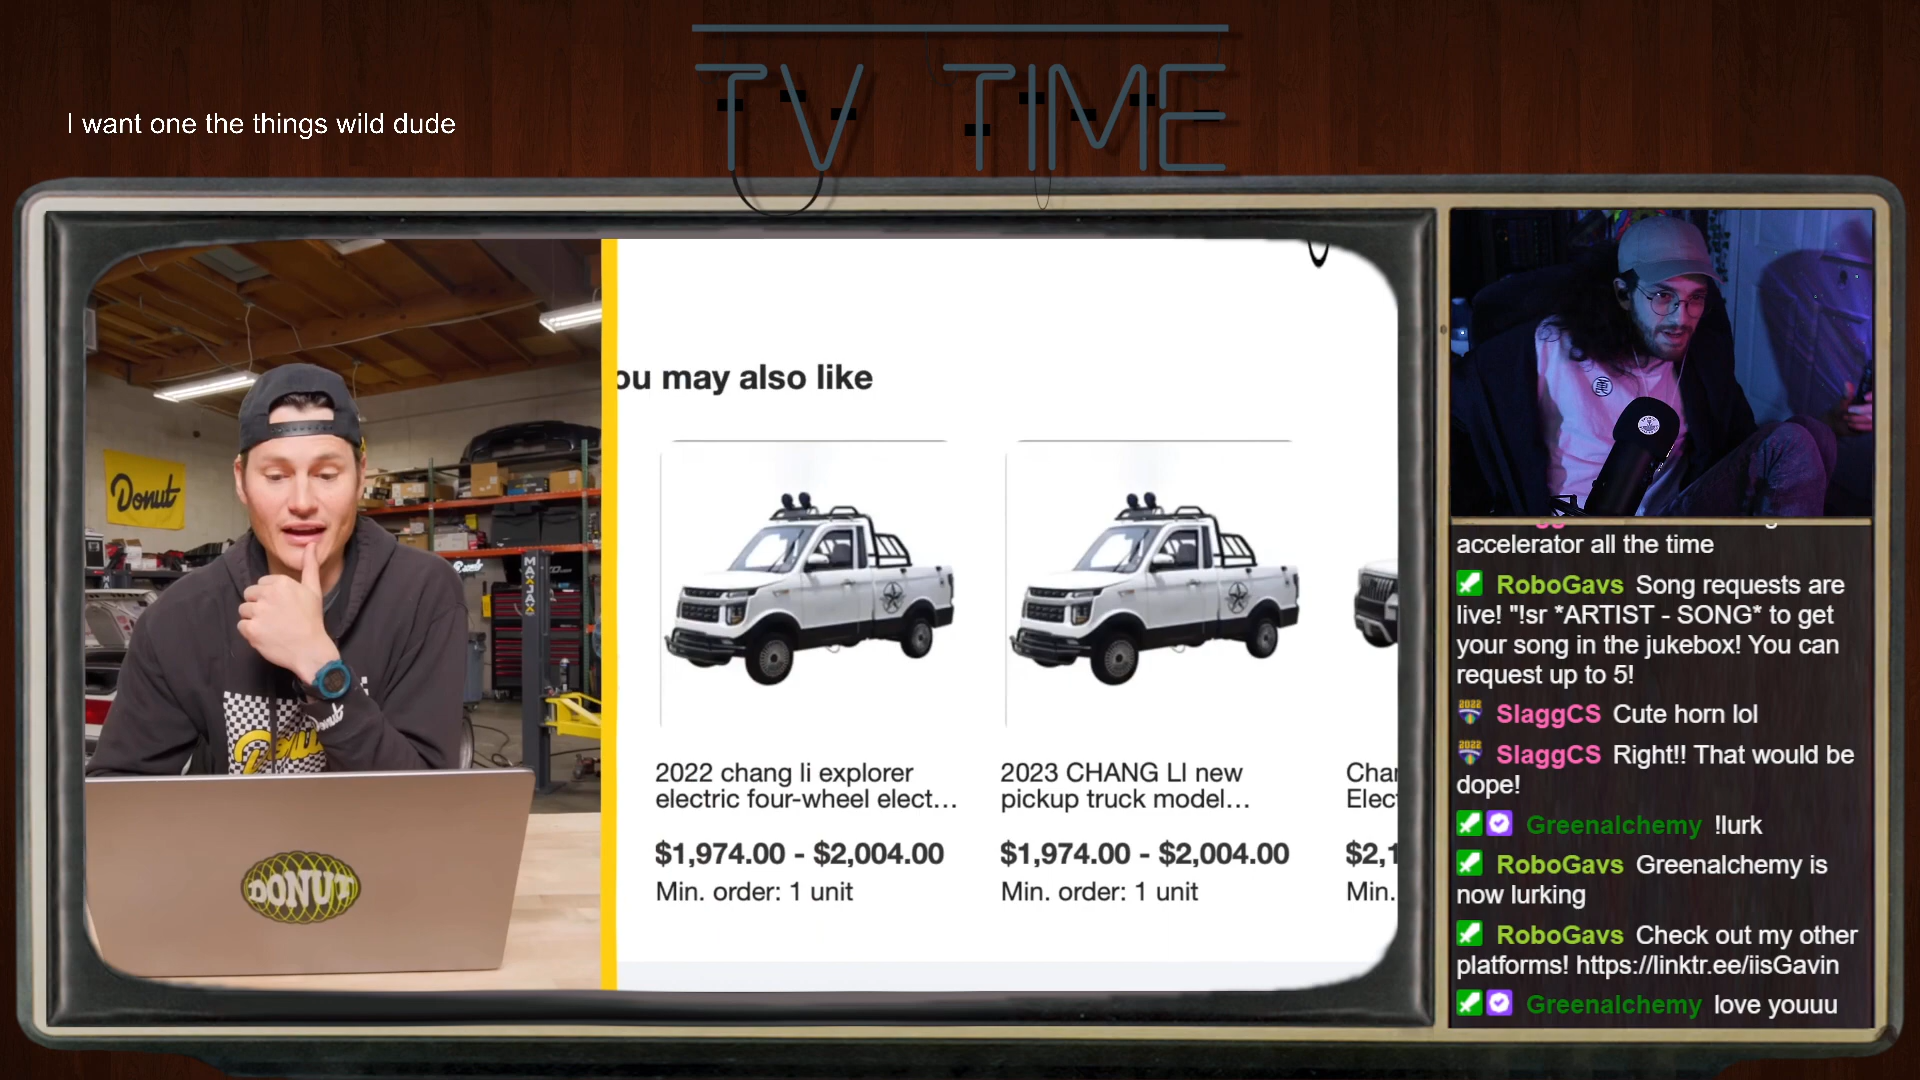 TV TIME
I want one the things wild dude
Donut
MAXJAX
Donut
DONUT
ou may also like
2022 chang li explorer
electric four-wheel elect...
$1,974.00 - $2,004.00
Min. order: 1 unit
2023 CHANG LI new
pickup truck model...
$1,974.00 - $2,004.00
Min. order: 1 unit
Elec
$2,1
Min.
accelerator all the time
RoboGavs Song requests are
live! "!sr *ARTIST - SONG* to get
your song in the jukebox! You can
request up to 5!
2022 SlaggCS Cute horn lol
2022 SlaggCS Right!! That would be
dope!
Greenalchemy !lurk
RoboGavs Greenalchemy is
now lurking
RoboGavs Check out my other
platforms! https://linktr.ee/iisGavin
Greenalchemy love youuu